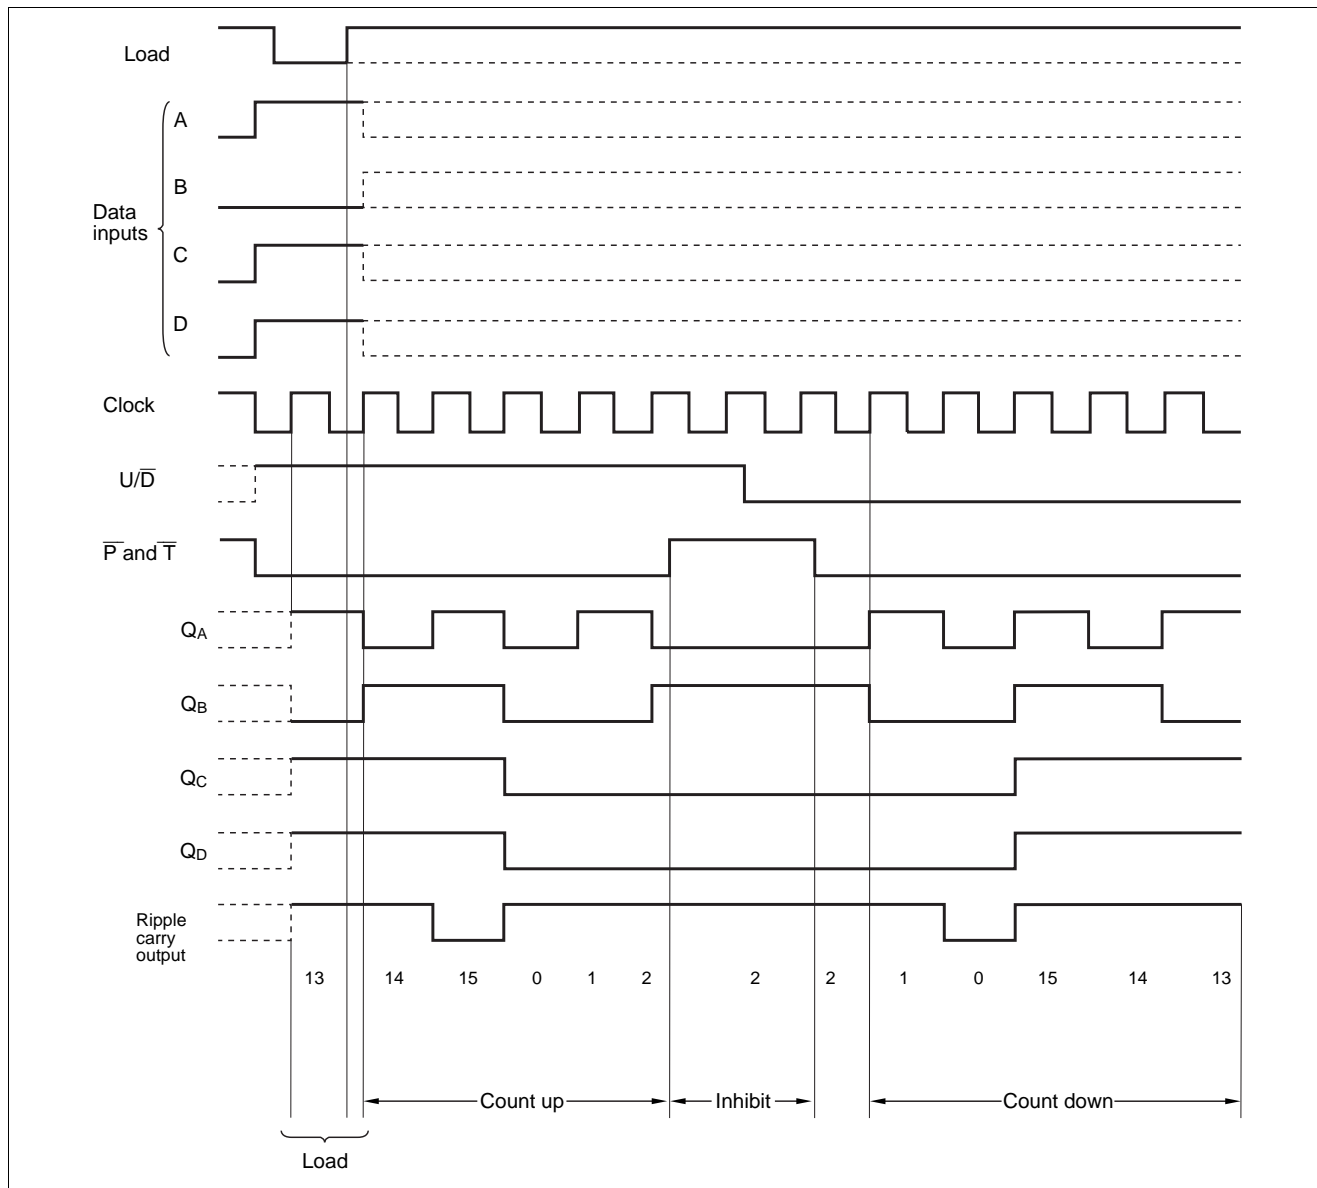 Load
A
B
Data
inputs
C
D
Clock
U/D̅
P̅ and T̅
QA
QB
QC
QD
Ripple
carry
output
13 14 15 0 1 2 2 2 1 0 15 14 13
Count up Inhibit Count down
Load